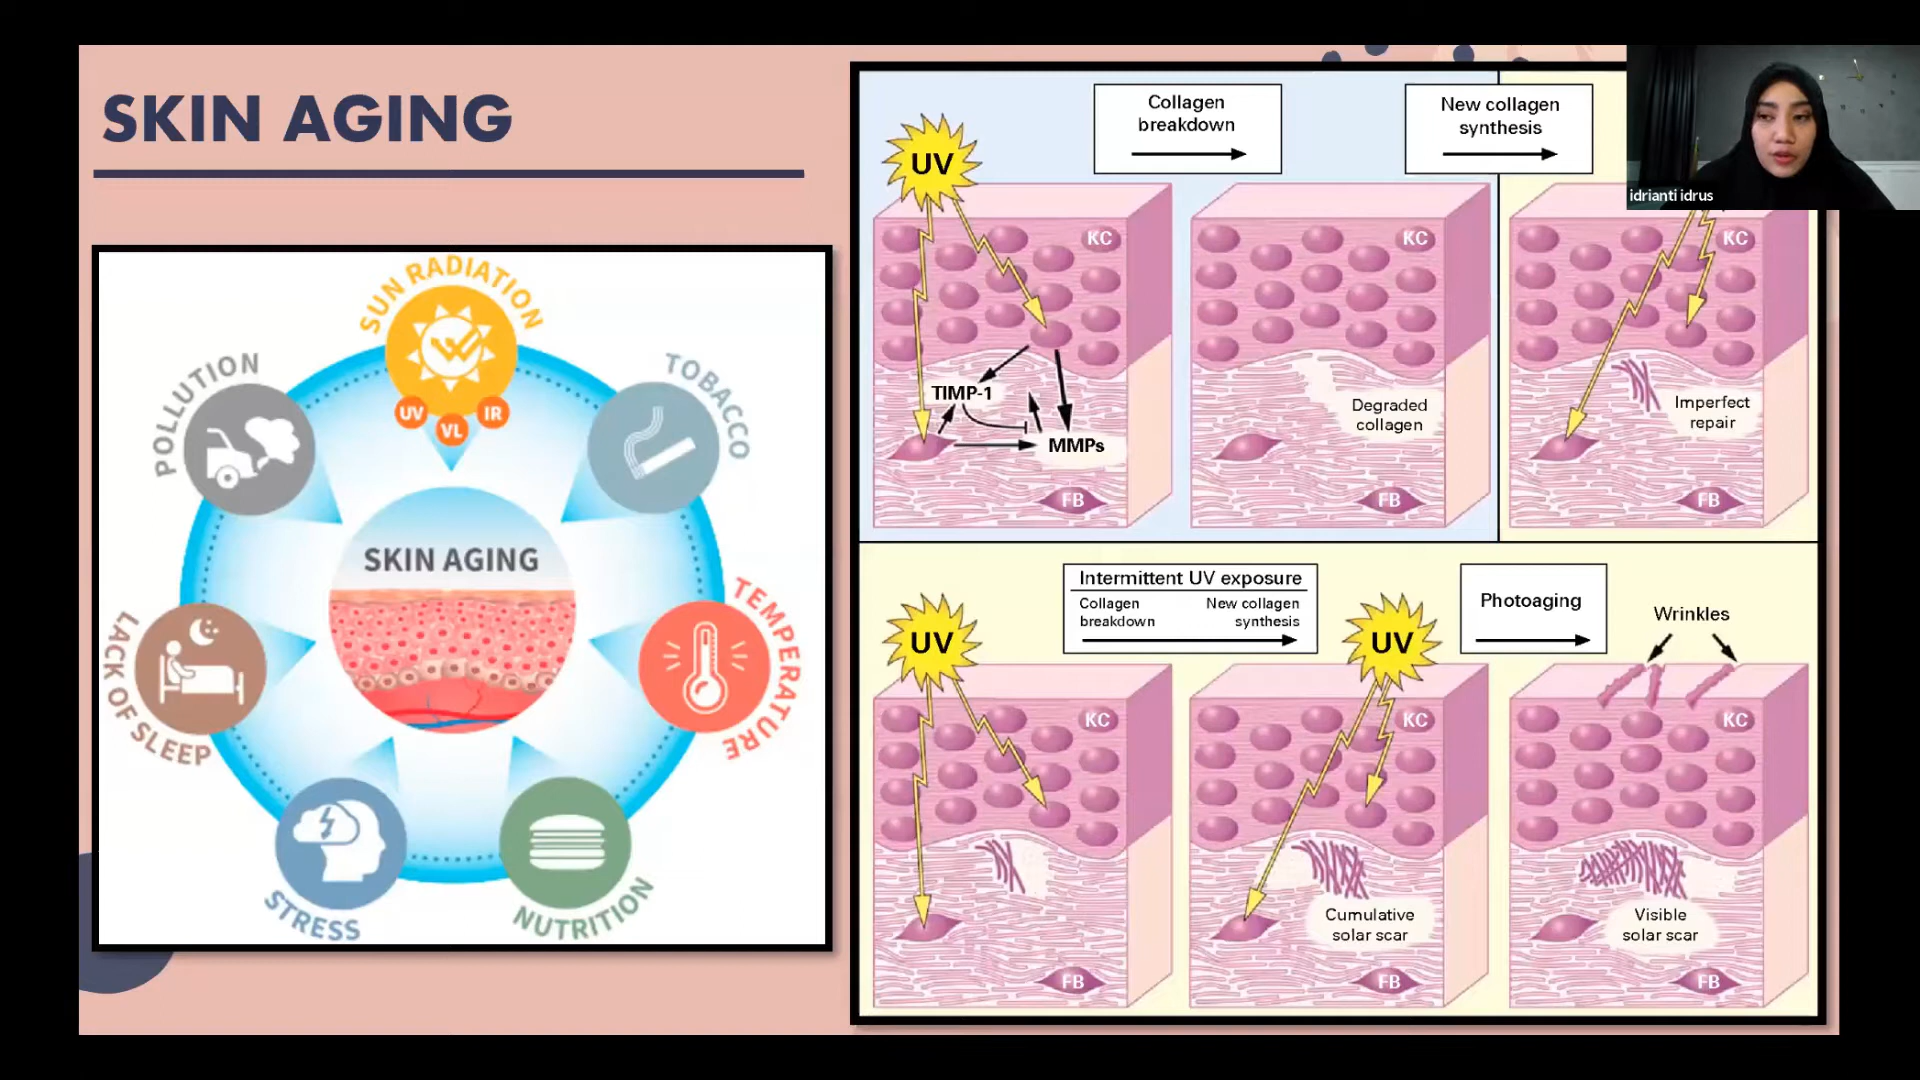 SKIN AGING
SUN RADIATION
UV
VL
IR
TOBACCO
TEMPERATURE
NUTRITION
STRESS
LACK OF SLEEP
POLLUTION
SKIN AGING
Collagen
breakdown
New collagen
synthesis
UV
KC
TIMP-1
MMPs
FB
KC
Degraded
collagen
FB
KC
Imperfect
repair
FB
idrianti idrus
Intermittent UV exposure
Collagen
breakdown
New collagen
synthesis
Photoaging
Wrinkles
UV
KC
FB
UV
KC
Cumulative
solar scar
FB
KC
Visible
solar scar
FB